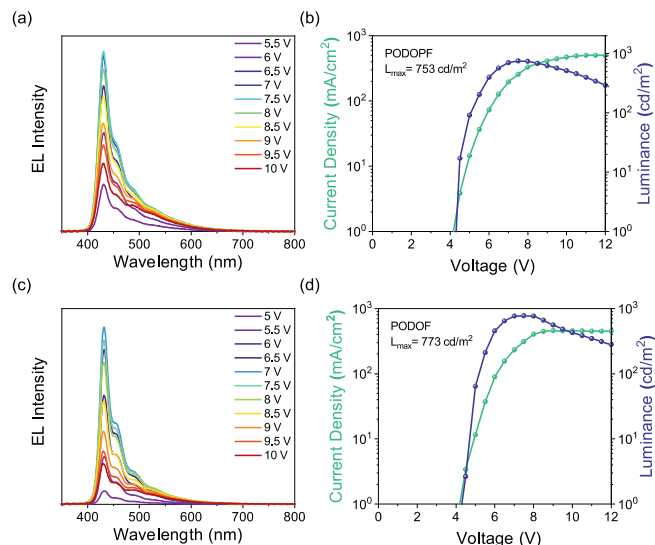 (a)
EL Intensity
5.5 V
6 V
6.5 V
7 V
7.5 V
8 V
8.5 V
9 V
9.5 V
10 V
400 500 600 700 800
Wavelength (nm)
(b)
Current Density (mA/cm²)
10³
10²
10¹
10⁰
PODOPF
Lmax= 753 cd/m²
10³
10²
10¹
10⁰
Luminance (cd/m²)
0 2 4 6 8 10 12
Voltage (V)
(c)
EL Intensity
5 V
5.5 V
6 V
6.5 V
7 V
7.5 V
8 V
8.5 V
9 V
9.5 V
10 V
400 500 600 700 800
Wavelength (nm)
(d)
Current Density (mA/cm²)
10³
10²
10¹
10⁰
PODOF
Lmax= 773 cd/m²
10³
10²
10¹
10⁰
Luminance (cd/m²)
0 2 4 6 8 10 12
Voltage (V)